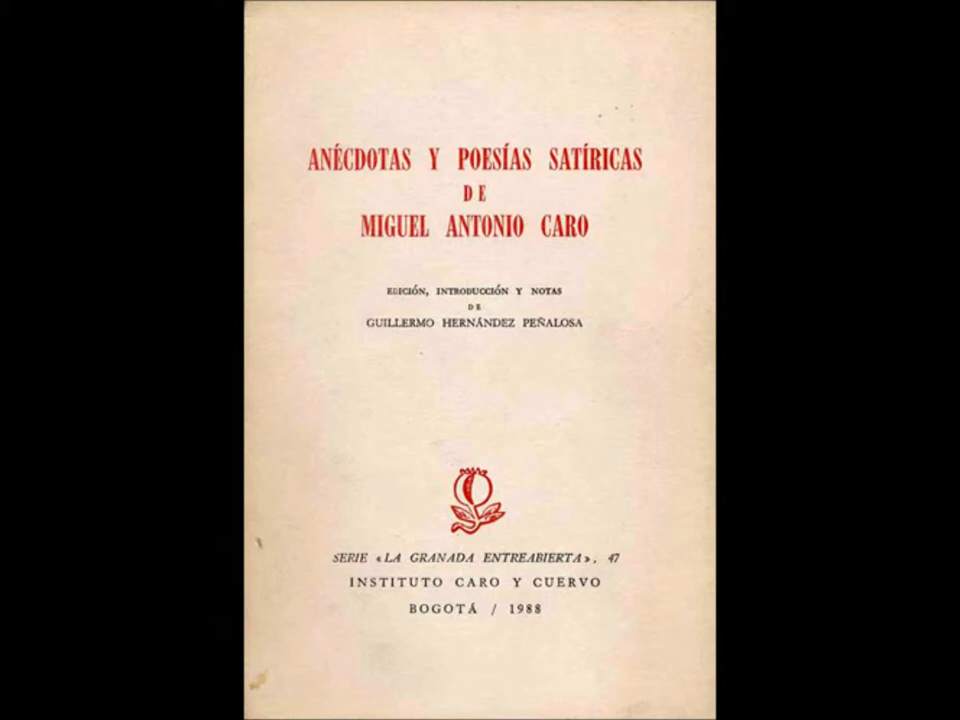 ANÉCDOTAS Y POESÍAS SATÍRICAS
DE
MIGUEL ANTONIO CARO
EDICIÓN, INTRODUCCIÓN Y NOTAS
DE
GUILLERMO HERNÁNDEZ PEÑALOSA
SERIE «LA GRANADA ENTREABIERTA», 47
INSTITUTO CARO Y CUERVO
BOGOTÁ / 1988